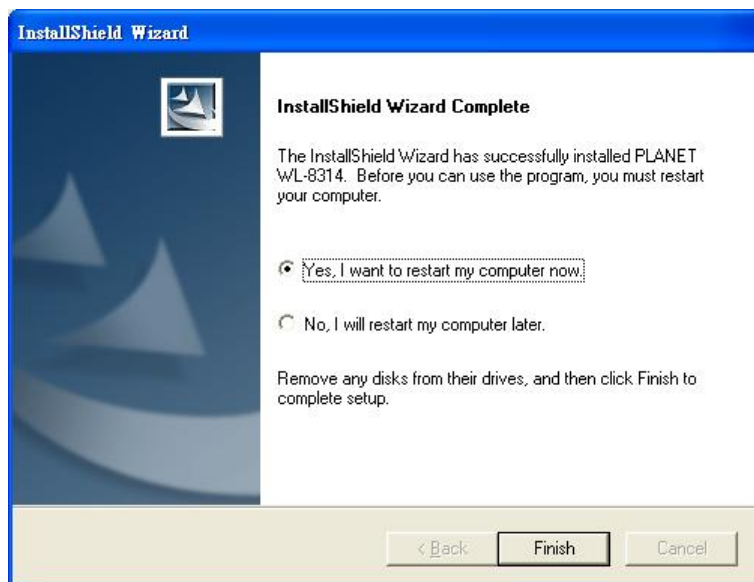 InstallShield Wizard
InstallShield Wizard Complete
The InstallShield Wizard has successfully installed PLANET
WL-8314. Before you can use the program, you must restart
your computer.
Yes, I want to restart my computer now.
No, I will restart my computer later.
Remove any disks from their drives, and then click Finish to
complete setup.
< Back
Finish
Cancel